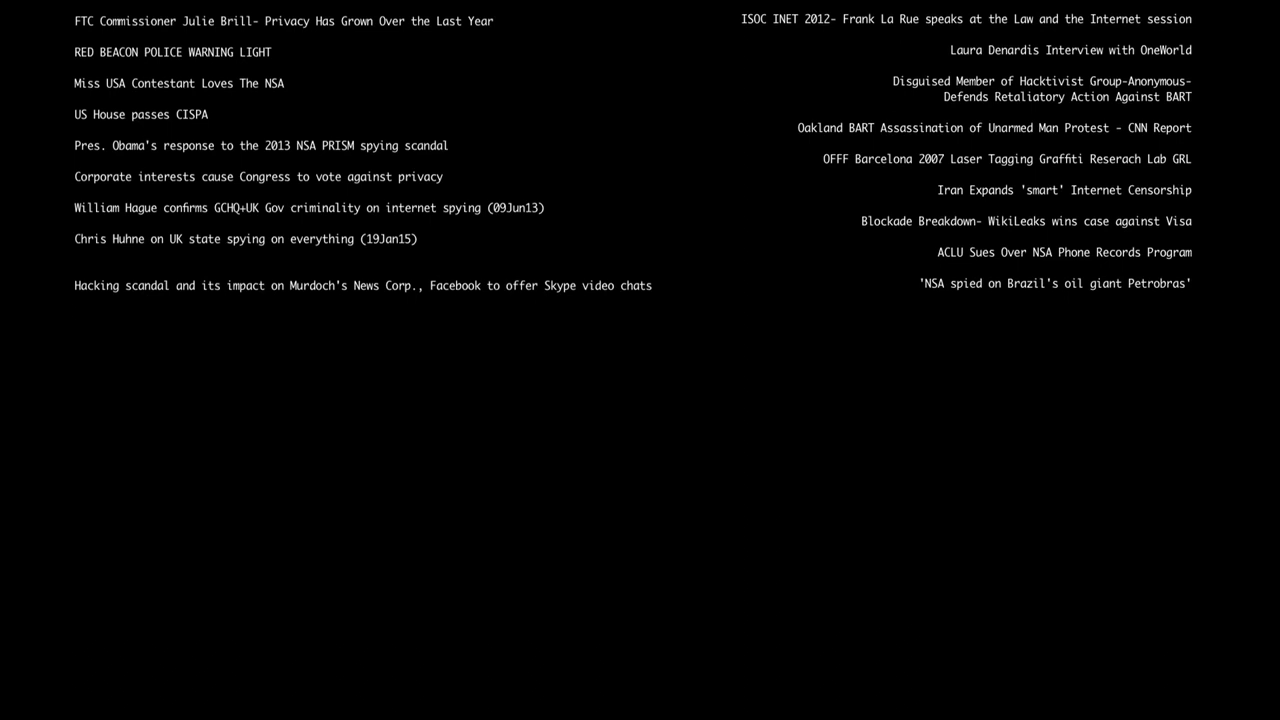 FTC Commissioner Julie Brill- Privacy Has Grown Over the Last Year
RED BEACON POLICE WARNING LIGHT
Miss USA Contestant Loves The NSA
US House passes CISPA
Pres. Obama's response to the 2013 NSA PRISM spying scandal
Corporate interests cause Congress to vote against privacy
William Hague confirms GCHQ+UK Gov criminality on internet spying (09Jun13)
Chris Huhne on UK state spying on everything (19Jan15)
Hacking scandal and its impact on Murdoch's News Corp., Facebook to offer Skype video chats
ISOC INET 2012- Frank La Rue speaks at the Law and the Internet session
Laura Denardis Interview with OneWorld
Disguised Member of Hacktivist Group-Anonymous-
Defends Retaliatory Action Against BART
Oakland BART Assassination of Unarmed Man Protest - CNN Report
OFFF Barcelona 2007 Laser Tagging Graffiti Reserach Lab GRL
Iran Expands 'smart' Internet Censorship
Blockade Breakdown- WikiLeaks wins case against Visa
ACLU Sues Over NSA Phone Records Program
'NSA spied on Brazil's oil giant Petrobras'